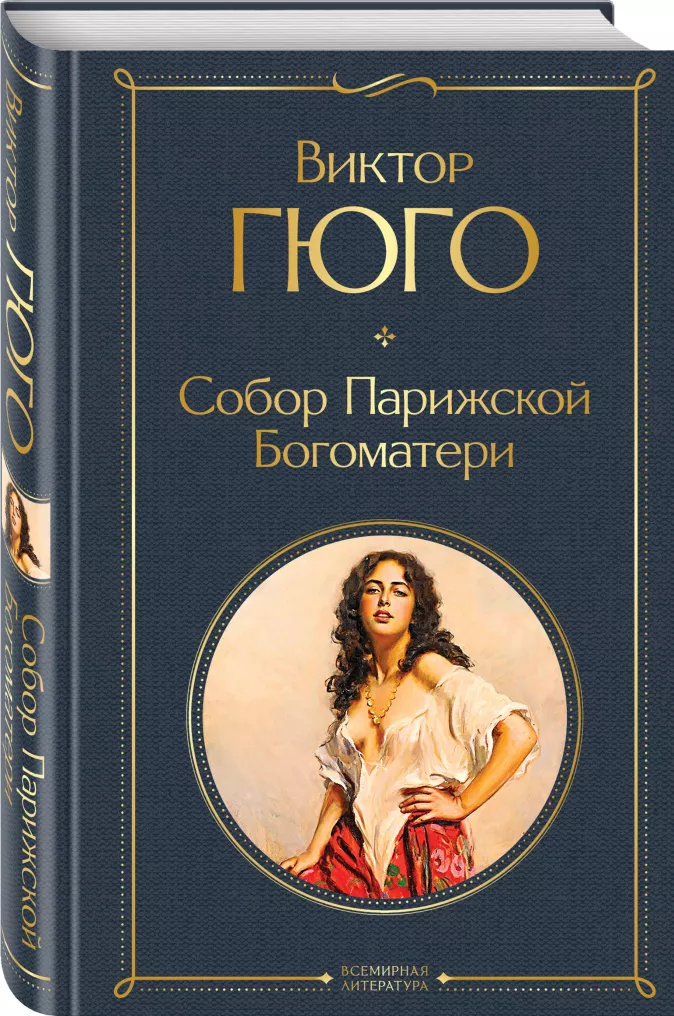 Виктор
ГЮГО
Собор Парижской
Богоматери
ВСЕМИРНАЯ
ЛИТЕРАТУРА
Виктор ГЮГО
Собор Парижской
Богоматери